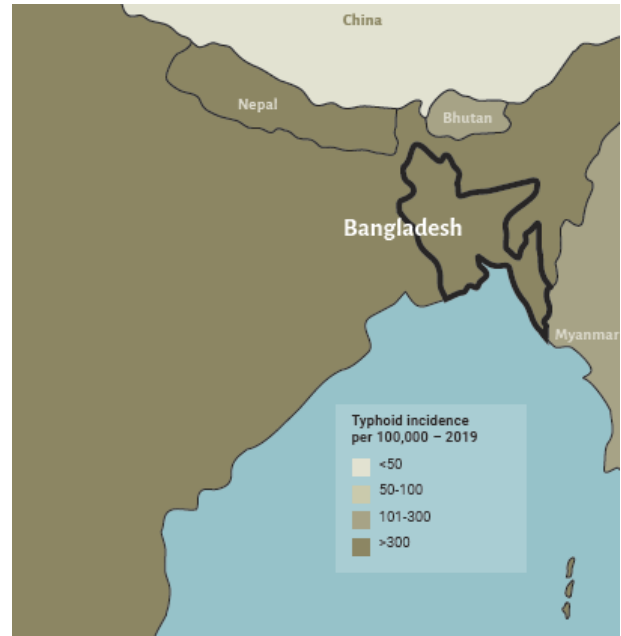 China
Nepal
Bhutan
Bangladesh
Myanmar
Typhoid incidence
per 100,000 – 2019
<50
50-100
101-300
>300